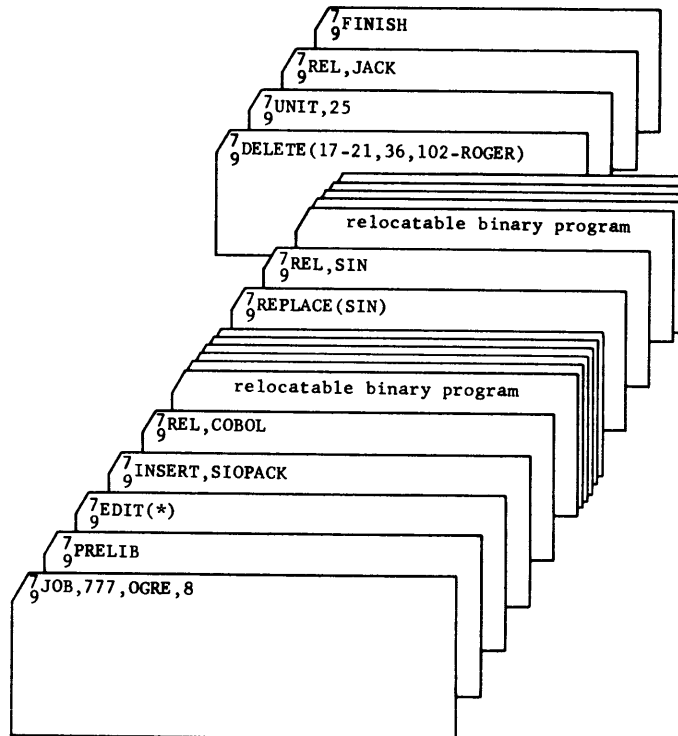 7
9FINISH
7
9REL,JACK
7
9UNIT,25
7
9DELETE(17-21,36,102-ROGER)
relocatable binary program
7
9REL,SIN
7
9REPLACE(SIN)
relocatable binary program
7
9REL,COBOL
7
9INSERT,SIOPACK
7
9EDIT(*)
7
9PRELIB
7
9JOB,777,OGRE,8